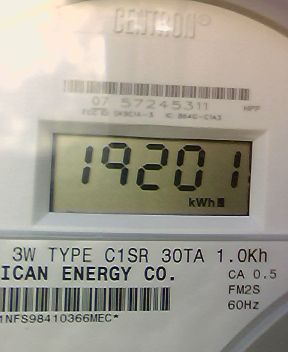 CENTRON®
07 57245311
HPP
19201
kWh
3W TYPE C1SR 30TA 1.0Kh
ICAN ENERGY CO.
CA 0.5
FM2S
60Hz
1NFS98410366MEC*